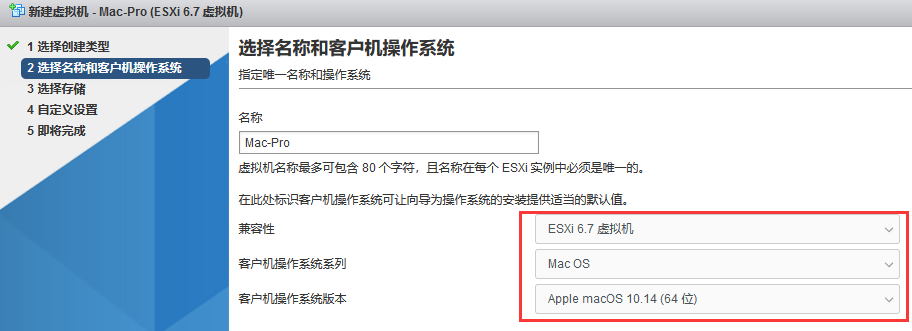 新建虚拟机 - Mac-Pro (ESXi 6.7 虚拟机)
1 选择创建类型
2 选择名称和客户机操作系统
3 选择存储
4 自定义设置
5 即将完成
选择名称和客户机操作系统
指定唯一名称和操作系统
名称
Mac-Pro
虚拟机名称最多可包含 80 个字符，且名称在每个 ESXi 实例中必须是唯一的。
在此处标识客户机操作系统可让向导为操作系统的安装提供适当的默认值。
兼容性 ESXi 6.7 虚拟机
客户机操作系统系列 Mac OS
客户机操作系统版本 Apple macOS 10.14 (64 位)